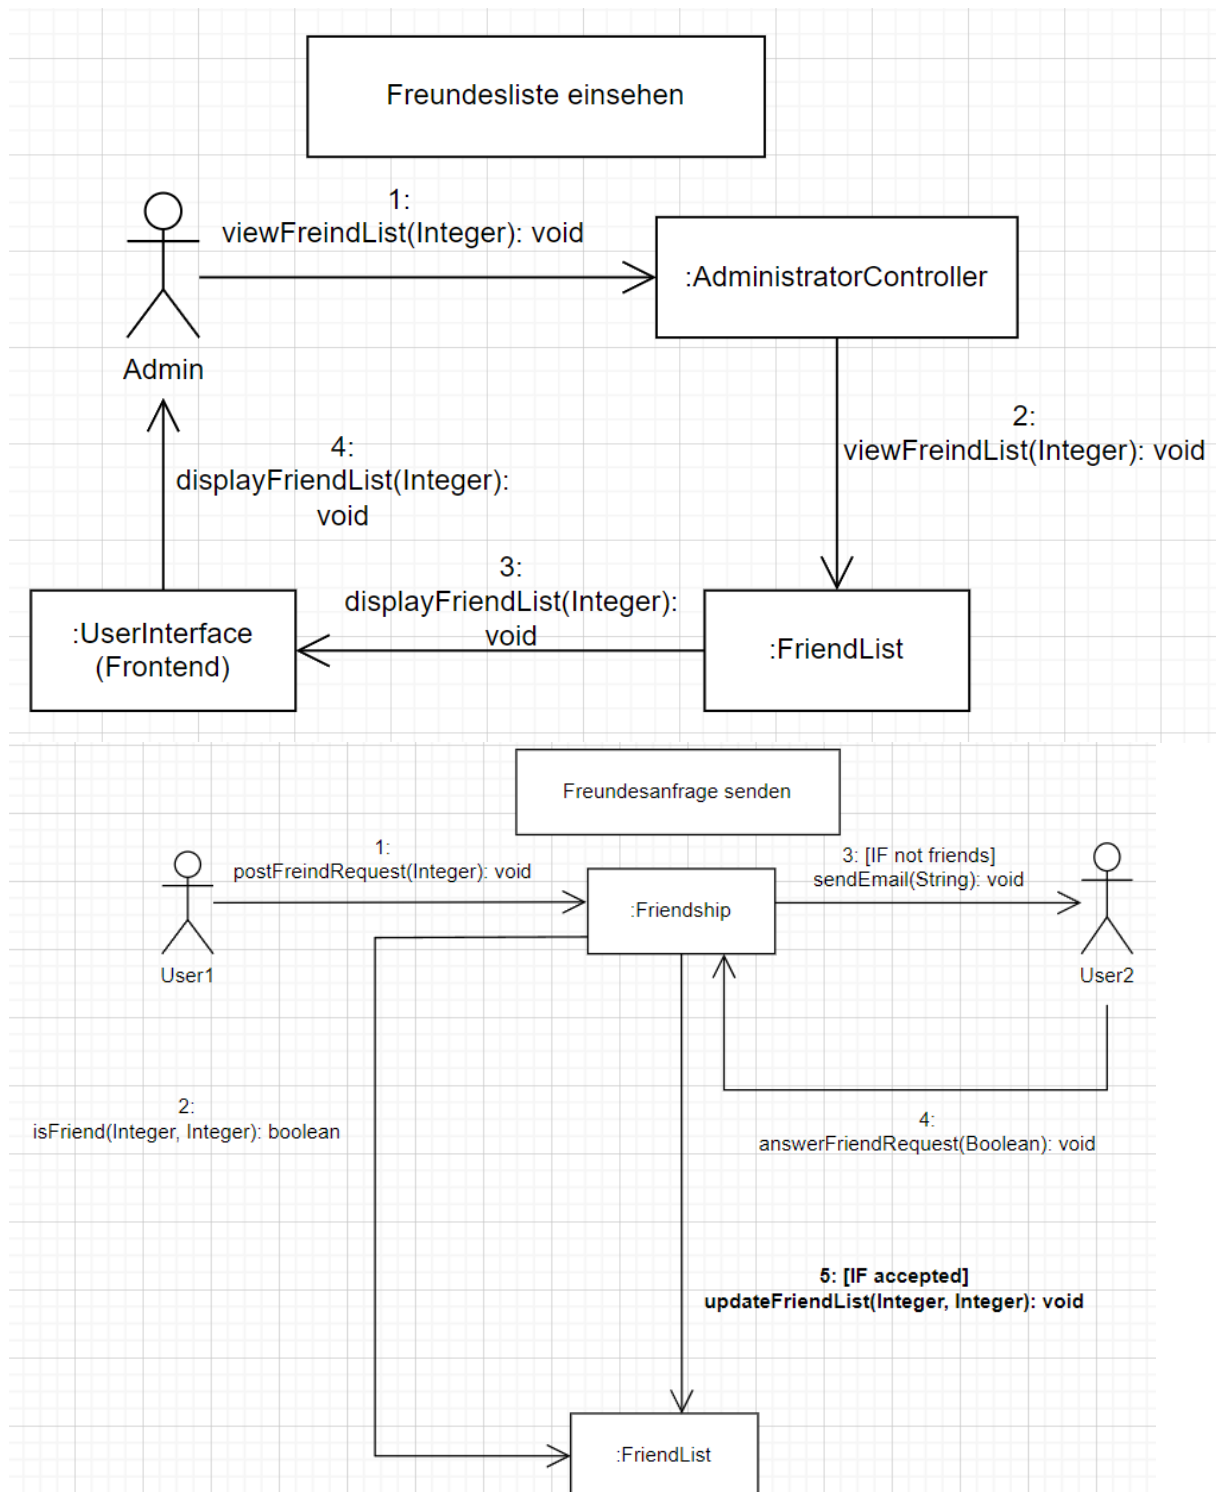 Freundesliste einsehen
1:
viewFreindList(Integer): void
:AdministratorController
Admin
2:
viewFreindList(Integer): void
4:
displayFriendList(Integer):
void
3:
displayFriendList(Integer):
void
:UserInterface
(Frontend)
:FriendList
Freundesanfrage senden
1:
postFreindRequest(Integer): void
3: [IF not friends]
sendEmail(String): void
:Friendship
User1
User2
2:
isFriend(Integer, Integer): boolean
4:
answerFriendRequest(Boolean): void
5: [IF accepted]
updateFriendList(Integer, Integer): void
:FriendList